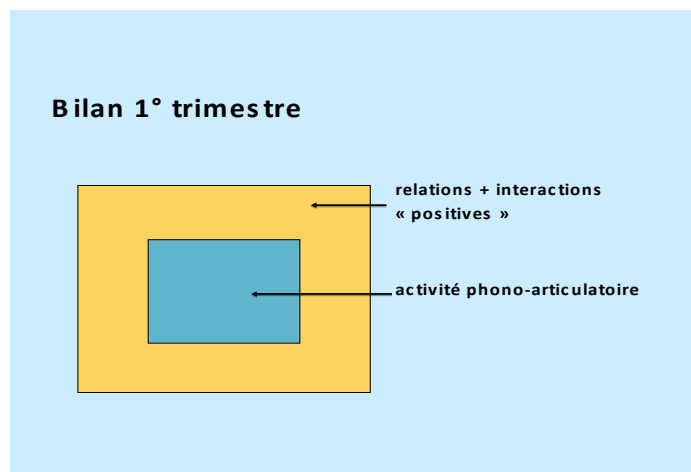 Bilan 1° trimestre
relations + interactions
« positives »
activité phono-articulatoire